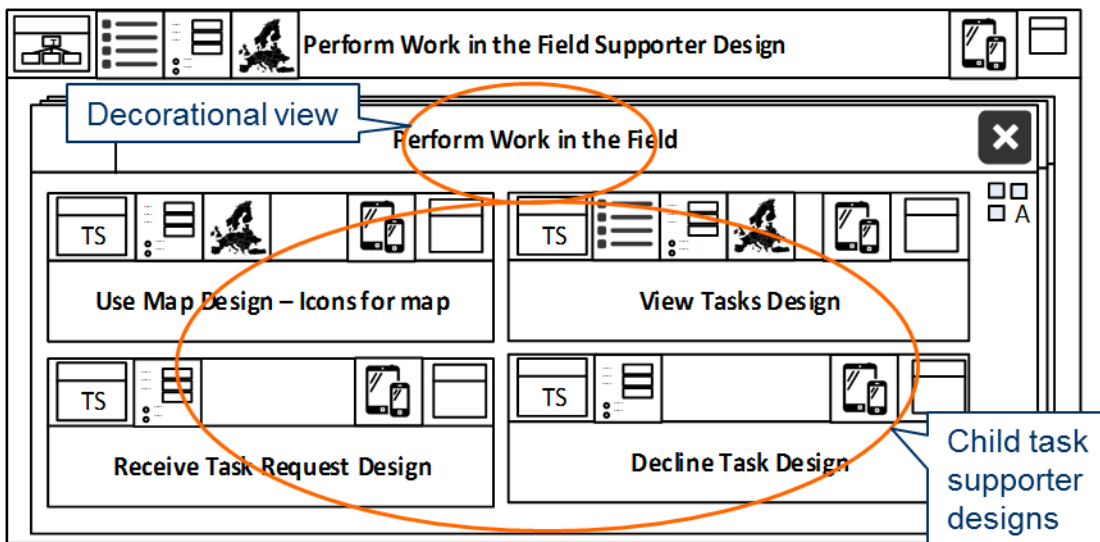 Perform Work in the Field Supporter Design
Decorational view
Perform Work in the Field
A
TS
TS
Use Map Design – Icons for map
View Tasks Design
TS
TS
Receive Task Request Design
Decline Task Design
Child task
supporter
designs